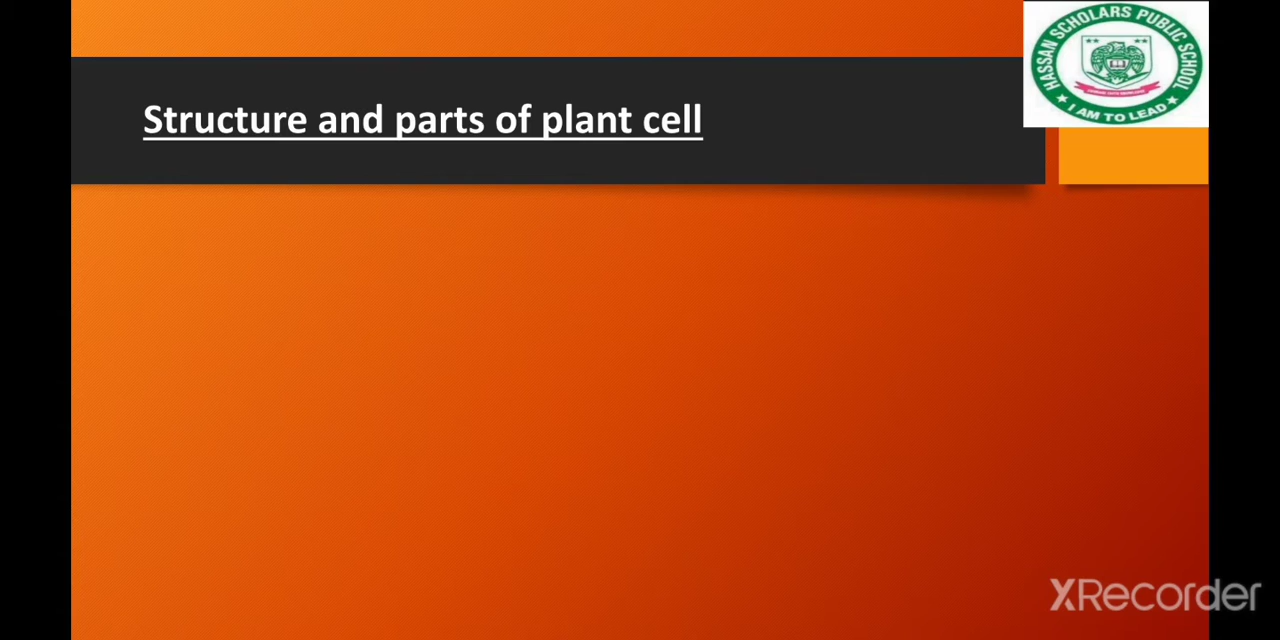 HASSAN SCHOLARS PUBLIC SCHOOL
Structure and parts of plant cell
★ I AM TO LEAD ★
XRecorder